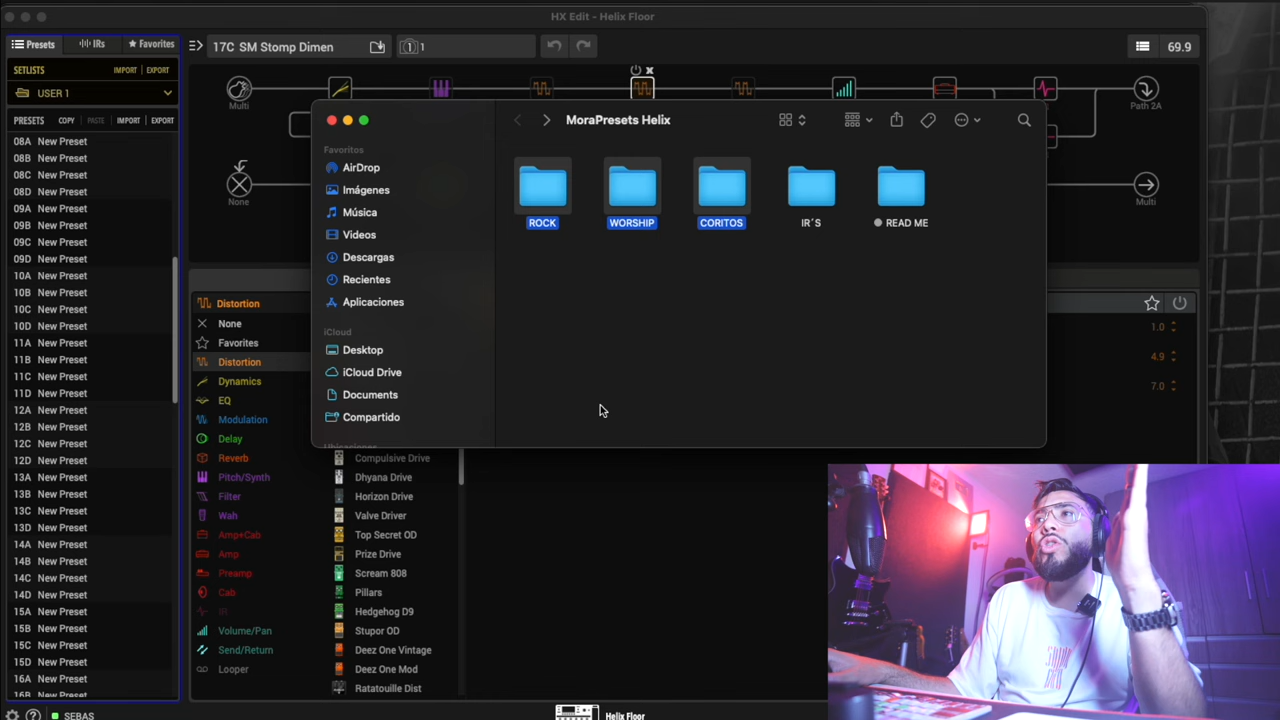 HX Edit - Helix Floor
Presets
IRs
Favorites
17C SM Stomp Dimen
1
69.9
SETLISTS
IMPORT
EXPORT
USER 1
PRESETS
COPY
PASTE
IMPORT
EXPORT
08A New Preset
08B New Preset
08C New Preset
08D New Preset
09A New Preset
09B New Preset
09C New Preset
09D New Preset
10A New Preset
10B New Preset
10C New Preset
10D New Preset
11A New Preset
11B New Preset
11C New Preset
11D New Preset
12A New Preset
12B New Preset
12C New Preset
12D New Preset
13A New Preset
13B New Preset
13C New Preset
13D New Preset
14A New Preset
14B New Preset
14C New Preset
14D New Preset
15A New Preset
15B New Preset
15C New Preset
15D New Preset
16A New Preset
16B New Preset
SEBAS
Multi
Path 2A
None
Multi
MoraPresets Helix
Favoritos
AirDrop
Imágenes
Música
Videos
Descargas
Recientes
Aplicaciones
iCloud
Desktop
iCloud Drive
Documents
Compartido
Ubicaciones
ROCK
WORSHIP
CORITOS
IR´S
READ ME
Distortion
None
Favorites
Distortion
Dynamics
EQ
Modulation
Delay
Reverb
Pitch/Synth
Filter
Wah
Amp+Cab
Amp
Preamp
Cab
IR
Volume/Pan
Send/Return
Looper
Compulsive Drive
Dhyana Drive
Horizon Drive
Valve Driver
Top Secret OD
Prize Drive
Scream 808
Pillars
Hedgehog D9
Stupor OD
Deez One Vintage
Deez One Mod
Ratatouille Dist
1.0
4.9
7.0
Helix Floor